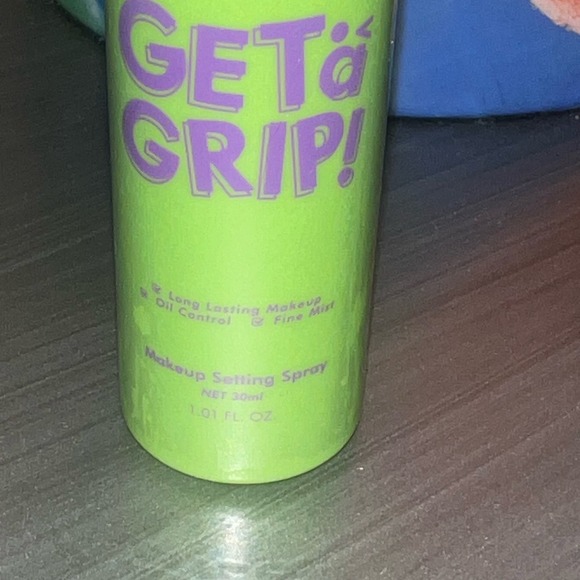 GET a
GRIP!
Long Lasting Makeup
Oil Control Fine Mist
Makeup Setting Spray
NET 30ml
1.01 FL. OZ.